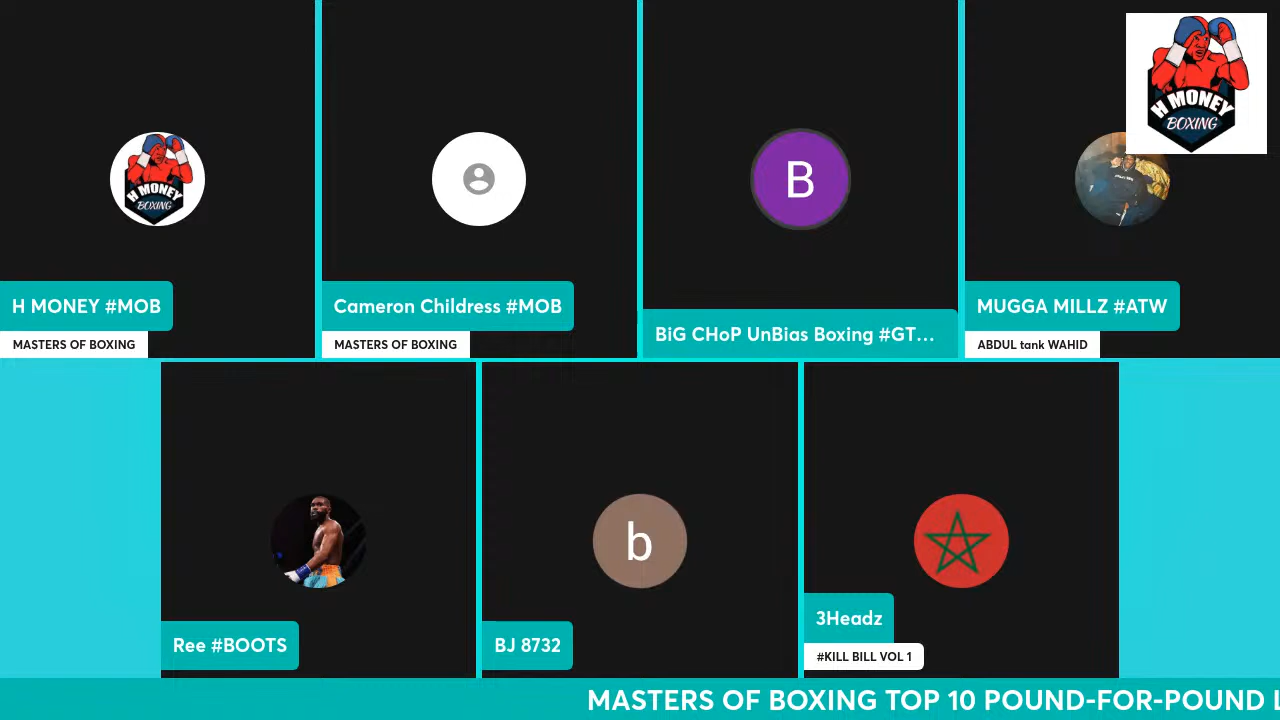 H MONEY
BOXING
H MONEY
BOXING
B
H MONEY #MOB
MASTERS OF BOXING
Cameron Childress #MOB
MASTERS OF BOXING
BiG CHoP UnBias Boxing #GT...
MUGGA MILLZ #ATW
ABDUL tank WAHID
b
Ree #BOOTS
BJ 8732
3Headz
#KILL BILL VOL 1
MASTERS OF BOXING TOP 10 POUND-FOR-POUND L